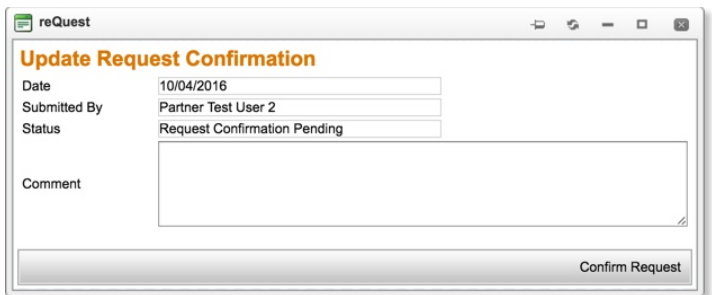 reQuest
Update Request Confirmation
Date 10/04/2016
Submitted By Partner Test User 2
Status Request Confirmation Pending
Comment
Confirm Request